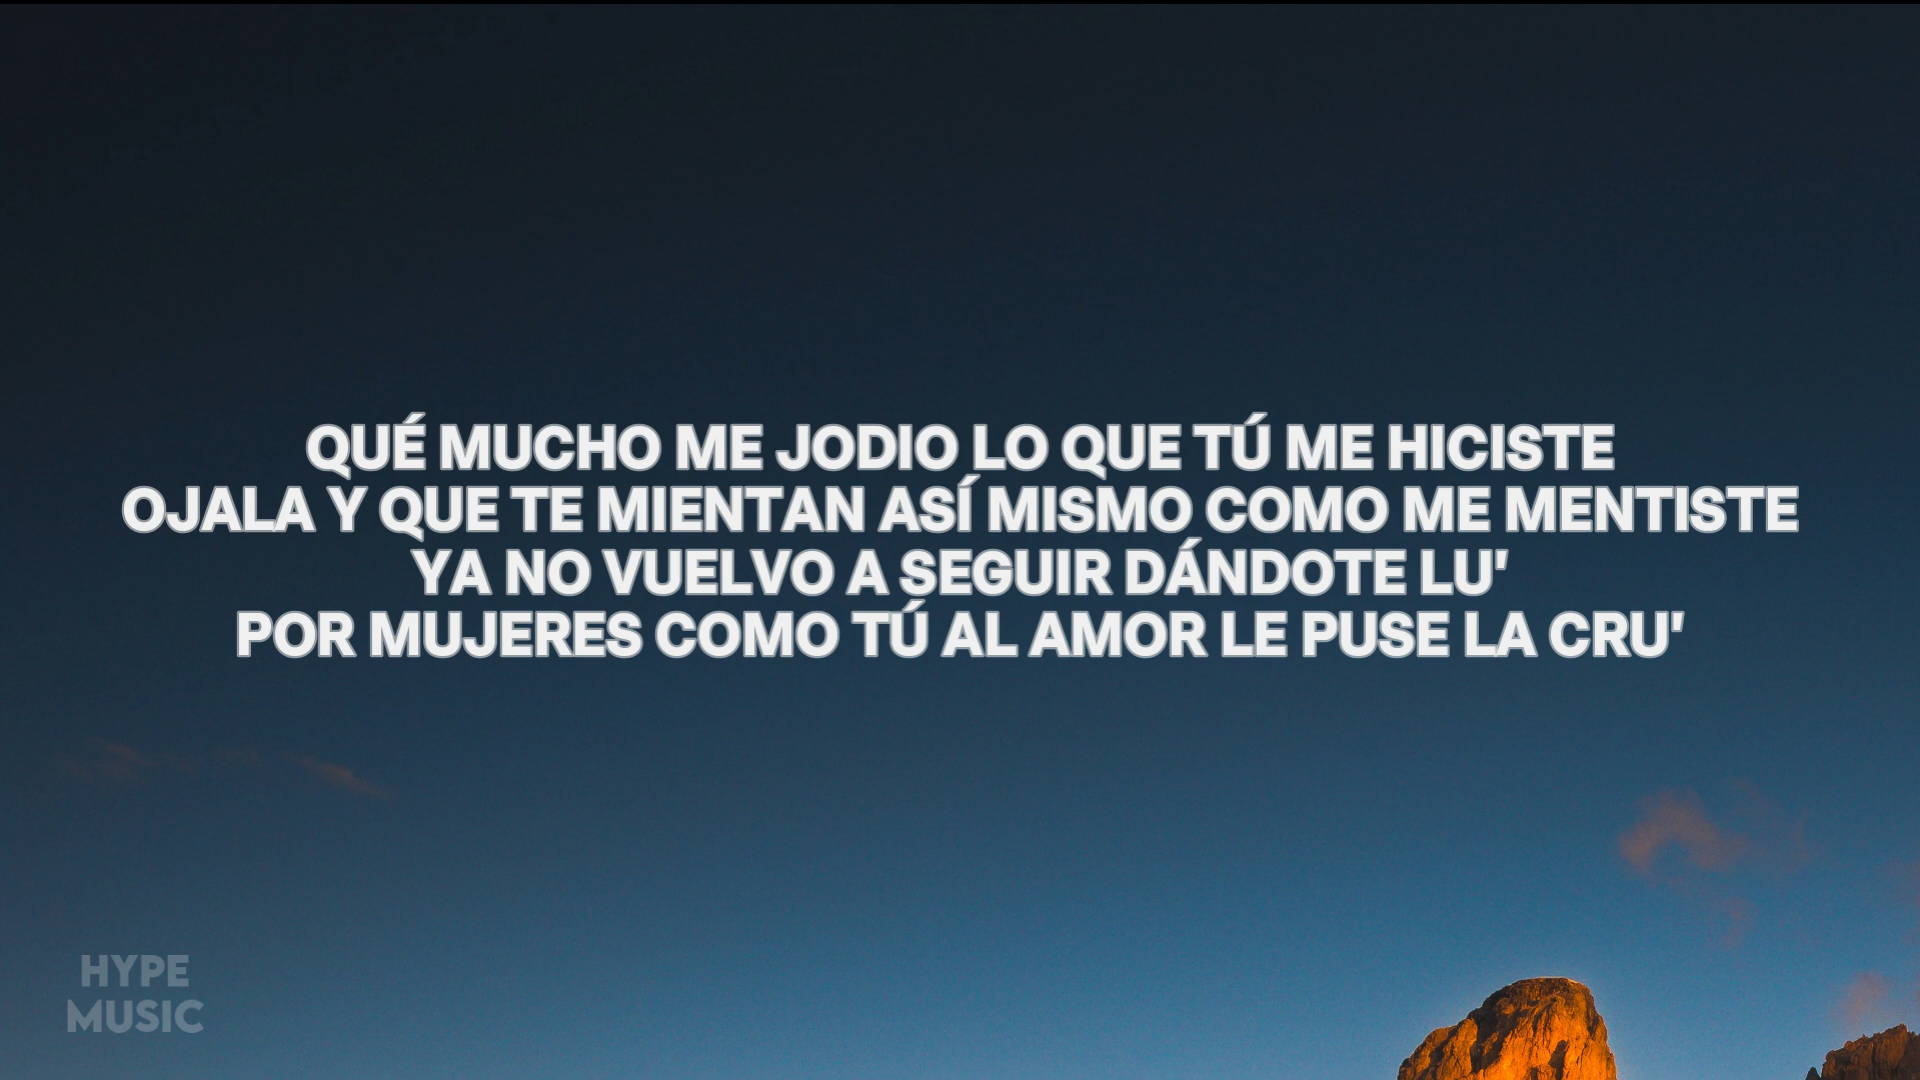 QUÉ MUCHO ME JODIO LO QUE TÚ ME HICISTE
OJALA Y QUE TE MIENTAN ASÍ MISMO COMO ME MENTISTE
YA NO VUELVO A SEGUIR DÁNDOTE LU'
POR MUJERES COMO TÚ AL AMOR LE PUSE LA CRU'
HYPE
MUSIC